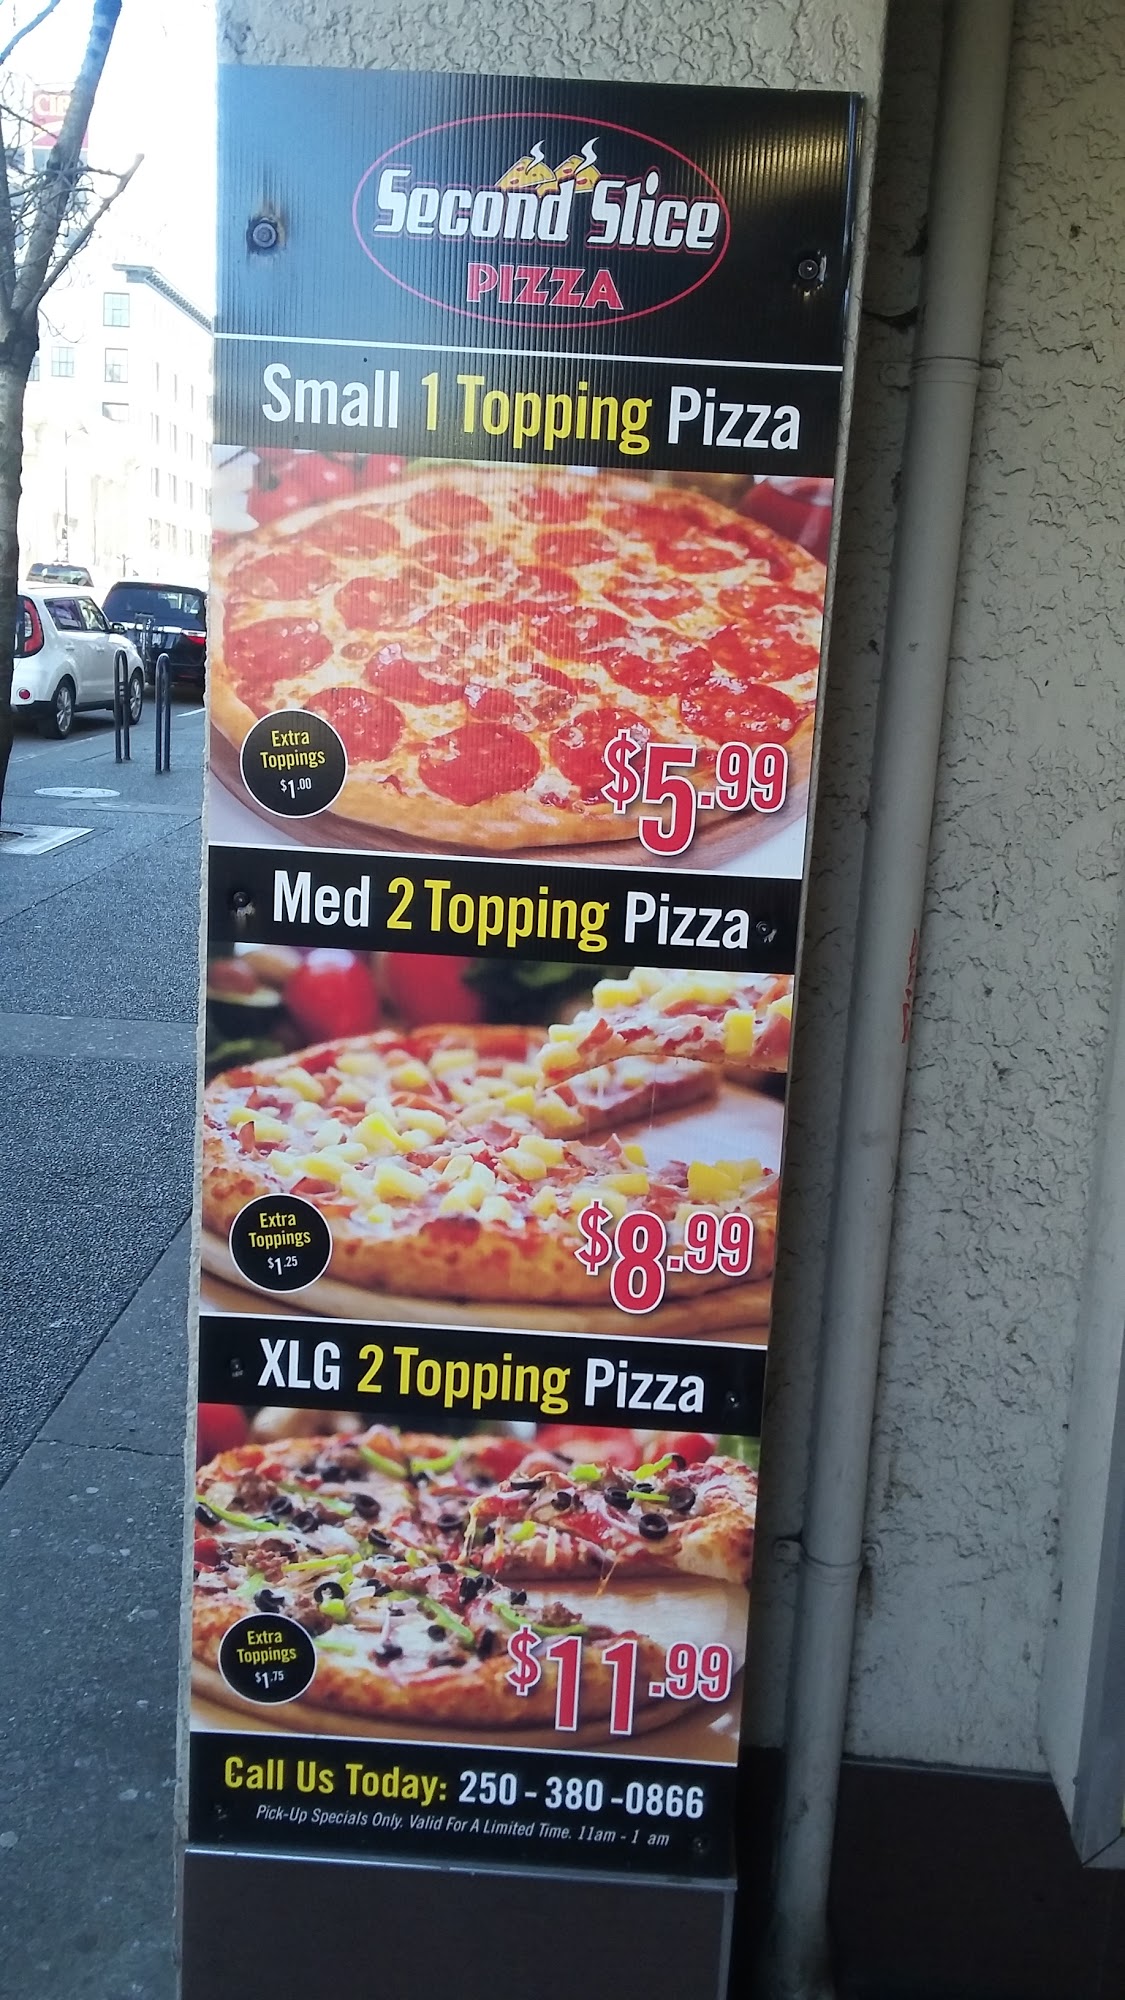 Second Slice
PIZZA
Small 1 Topping Pizza
Extra
Toppings
$1.00
$5.99
Med 2 Topping Pizza
Extra
Toppings
$1.25
$8.99
XLG 2 Topping Pizza
Extra
Toppings
$1.75
$11.99
Call Us Today: 250-380-0866
Pick-Up Specials Only. Valid For A Limited Time. 11am - 1 am